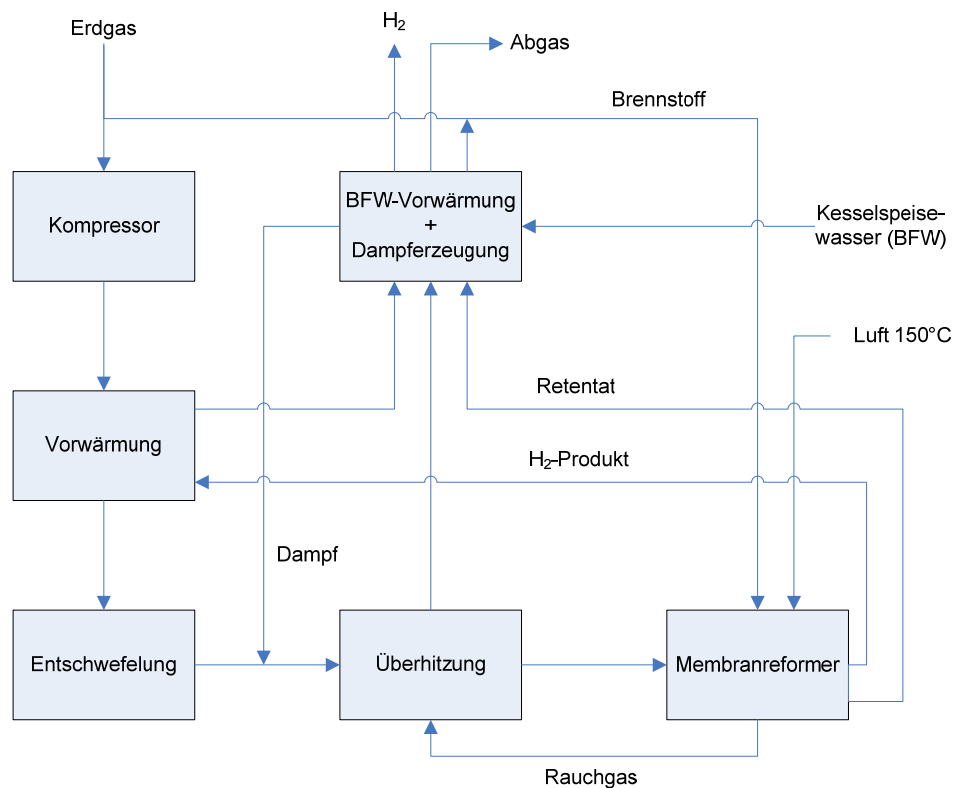 H₂
Erdgas
Abgas
Brennstoff
BFW-Vorwärmung
+
Dampferzeugung
Kompressor
Kesselspeise-
wasser (BFW)
Luft 150°C
Retentat
Vorwärmung
H₂-Produkt
Dampf
Entschwefelung
Überhitzung
Membranreformer
Rauchgas